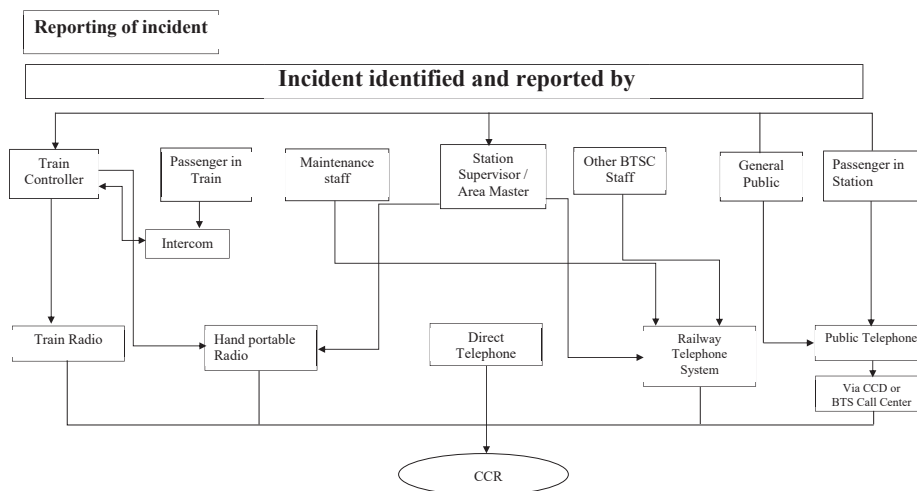 Reporting of incident
Incident identified and reported by
Train
Controller
Passenger in
Train
Maintenance
staff
Station
Supervisor /
Area Master
Other BTSC
Staff
General
Public
Passenger in
Station
Intercom
Train Radio
Hand portable
Radio
Direct
Telephone
Railway
Telephone
System
Public Telephone
Via CCD or
BTS Call Center
CCR